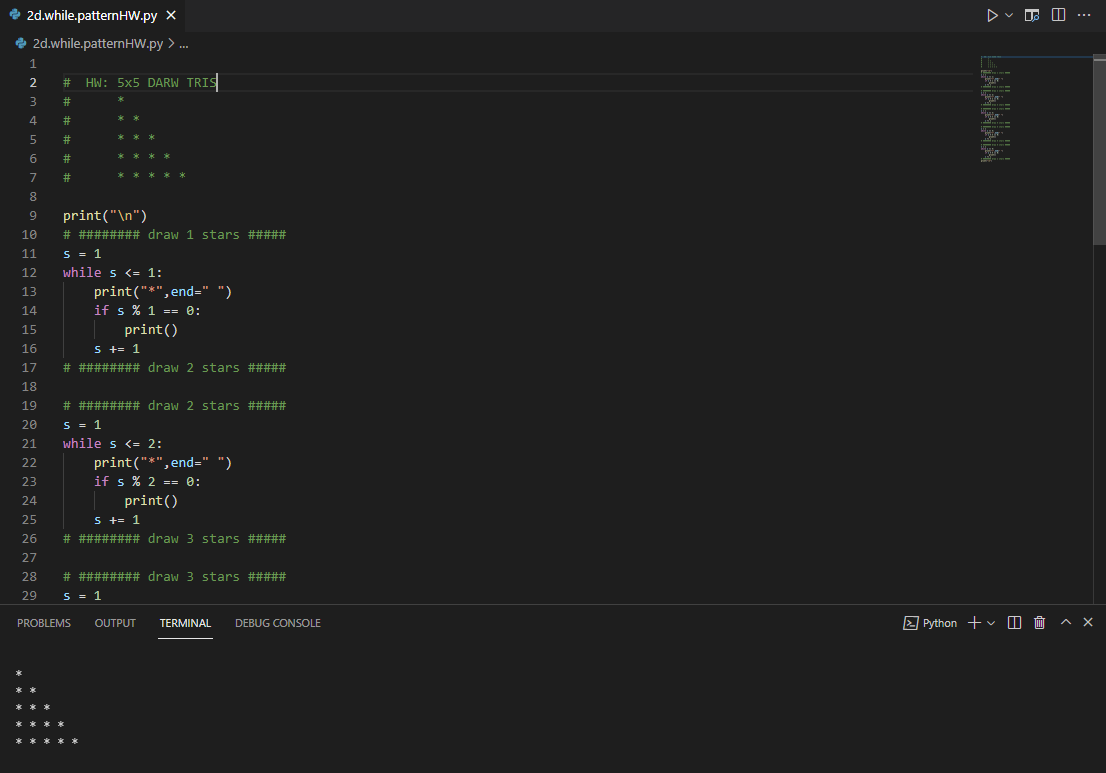 2d.while.patternHW.py
2d.while.patternHW.py > ...
1
2 #  HW: 5x5 DARW TRIS
3 #      *
4 #      * *
5 #      * * *
6 #      * * * *
7 #      * * * * *
8
9 print("\n")
10 # ######## draw 1 stars #####
11 s = 1
12 while s <= 1:
13     print("*",end=" ")
14     if s % 1 == 0:
15         print()
16     s += 1
17 # ######## draw 2 stars #####
18
19 # ######## draw 2 stars #####
20 s = 1
21 while s <= 2:
22     print("*",end=" ")
23     if s % 2 == 0:
24         print()
25     s += 1
26 # ######## draw 3 stars #####
27
28 # ######## draw 3 stars #####
29 s = 1
PROBLEMS OUTPUT TERMINAL DEBUG CONSOLE Python
*
* *
* * *
* * * *
* * * * *